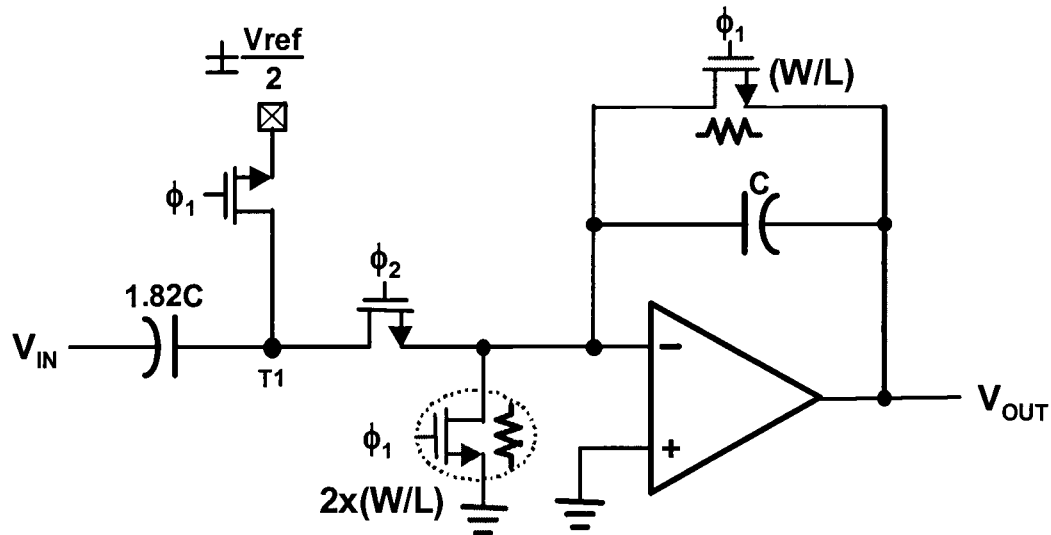 ± Vref
2
ϕ1
(W/L)
ϕ1
C
ϕ2
1.82C
VIN
T1
−
VOUT
ϕ1
+
2x(W/L)